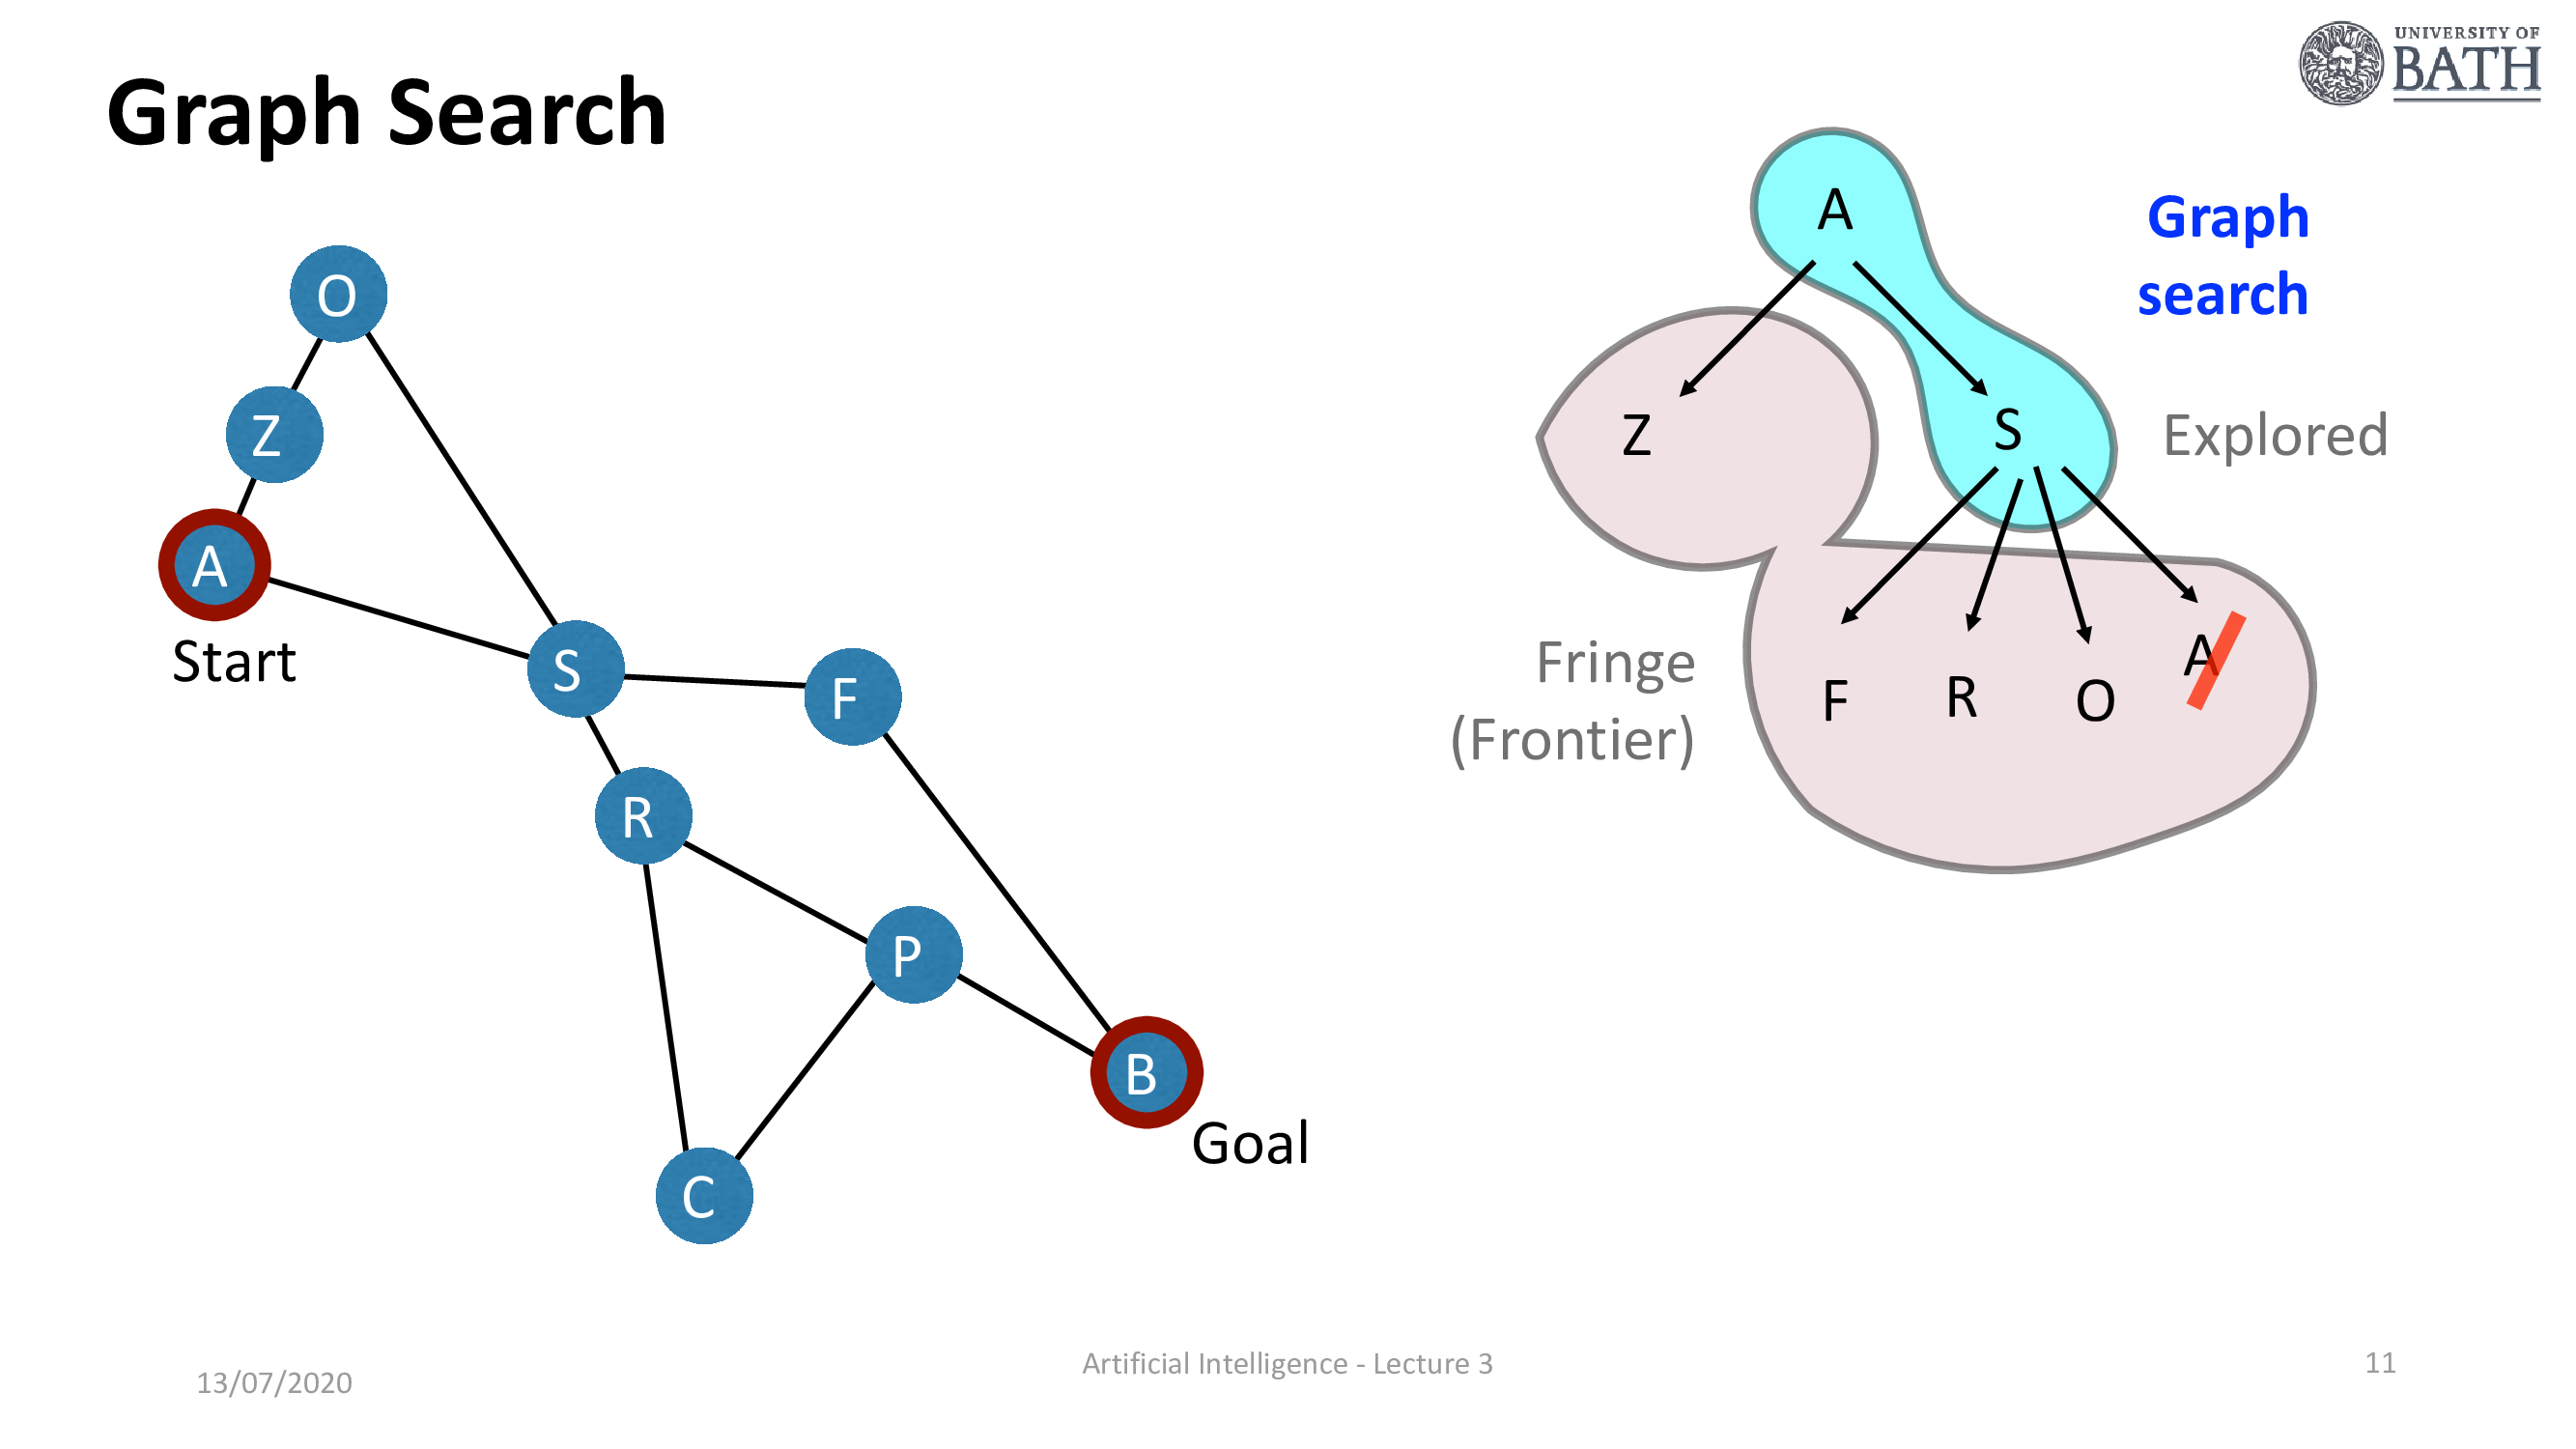 UNIVERSITY OF
BATH
Graph Search
O
Z
A
Start
S
F
R
P
B
Goal
C
A
Graph
search
Z
S
Explored
Fringe
(Frontier)
F
R
O
A
13/07/2020
Artificial Intelligence - Lecture 3
11